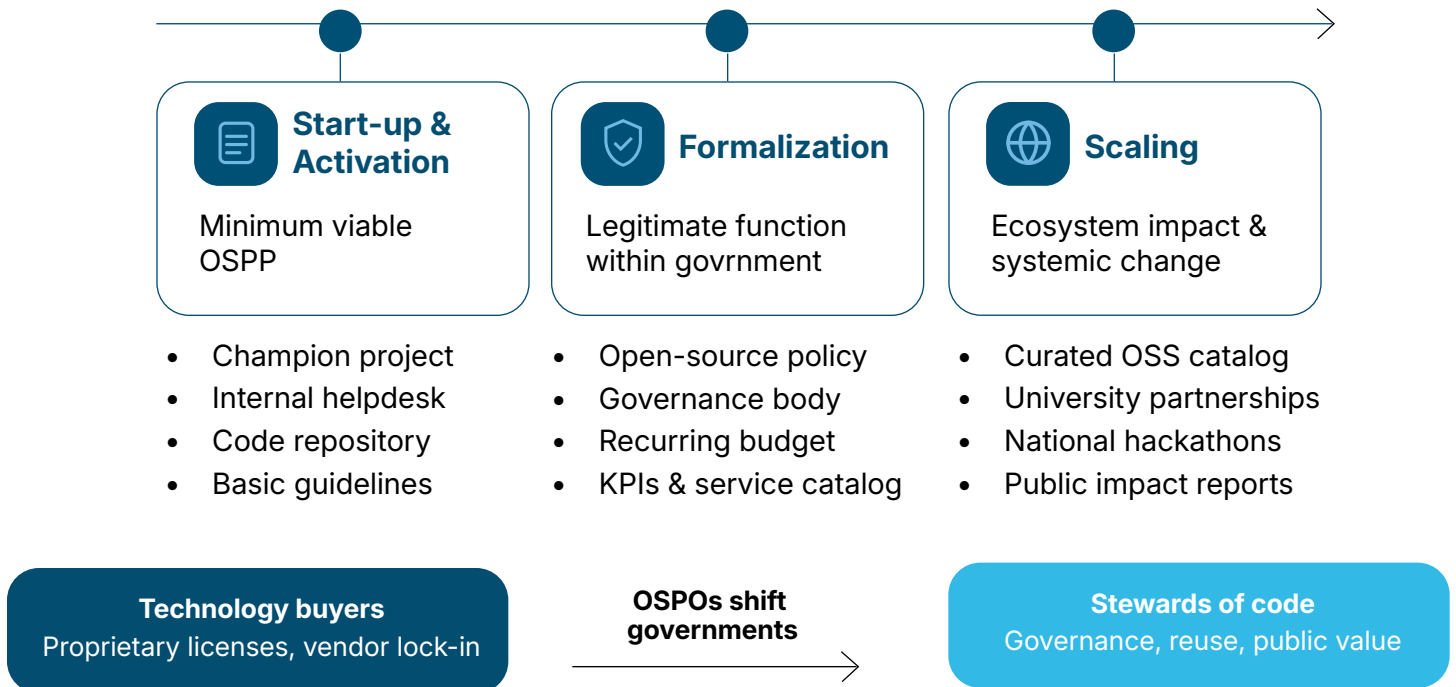 Start-up &
Activation
Minimum viable
OSPP
• Champion project
• Internal helpdesk
• Code repository
• Basic guidelines
Formalization
Legitimate function
within govrnment
• Open-source policy
• Governance body
• Recurring budget
• KPIs & service catalog
Scaling
Ecosystem impact &
systemic change
• Curated OSS catalog
• University partnerships
• National hackathons
• Public impact reports
Technology buyers
Proprietary licenses, vendor lock-in
OSPOs shift
governments
Stewards of code
Governance, reuse, public value